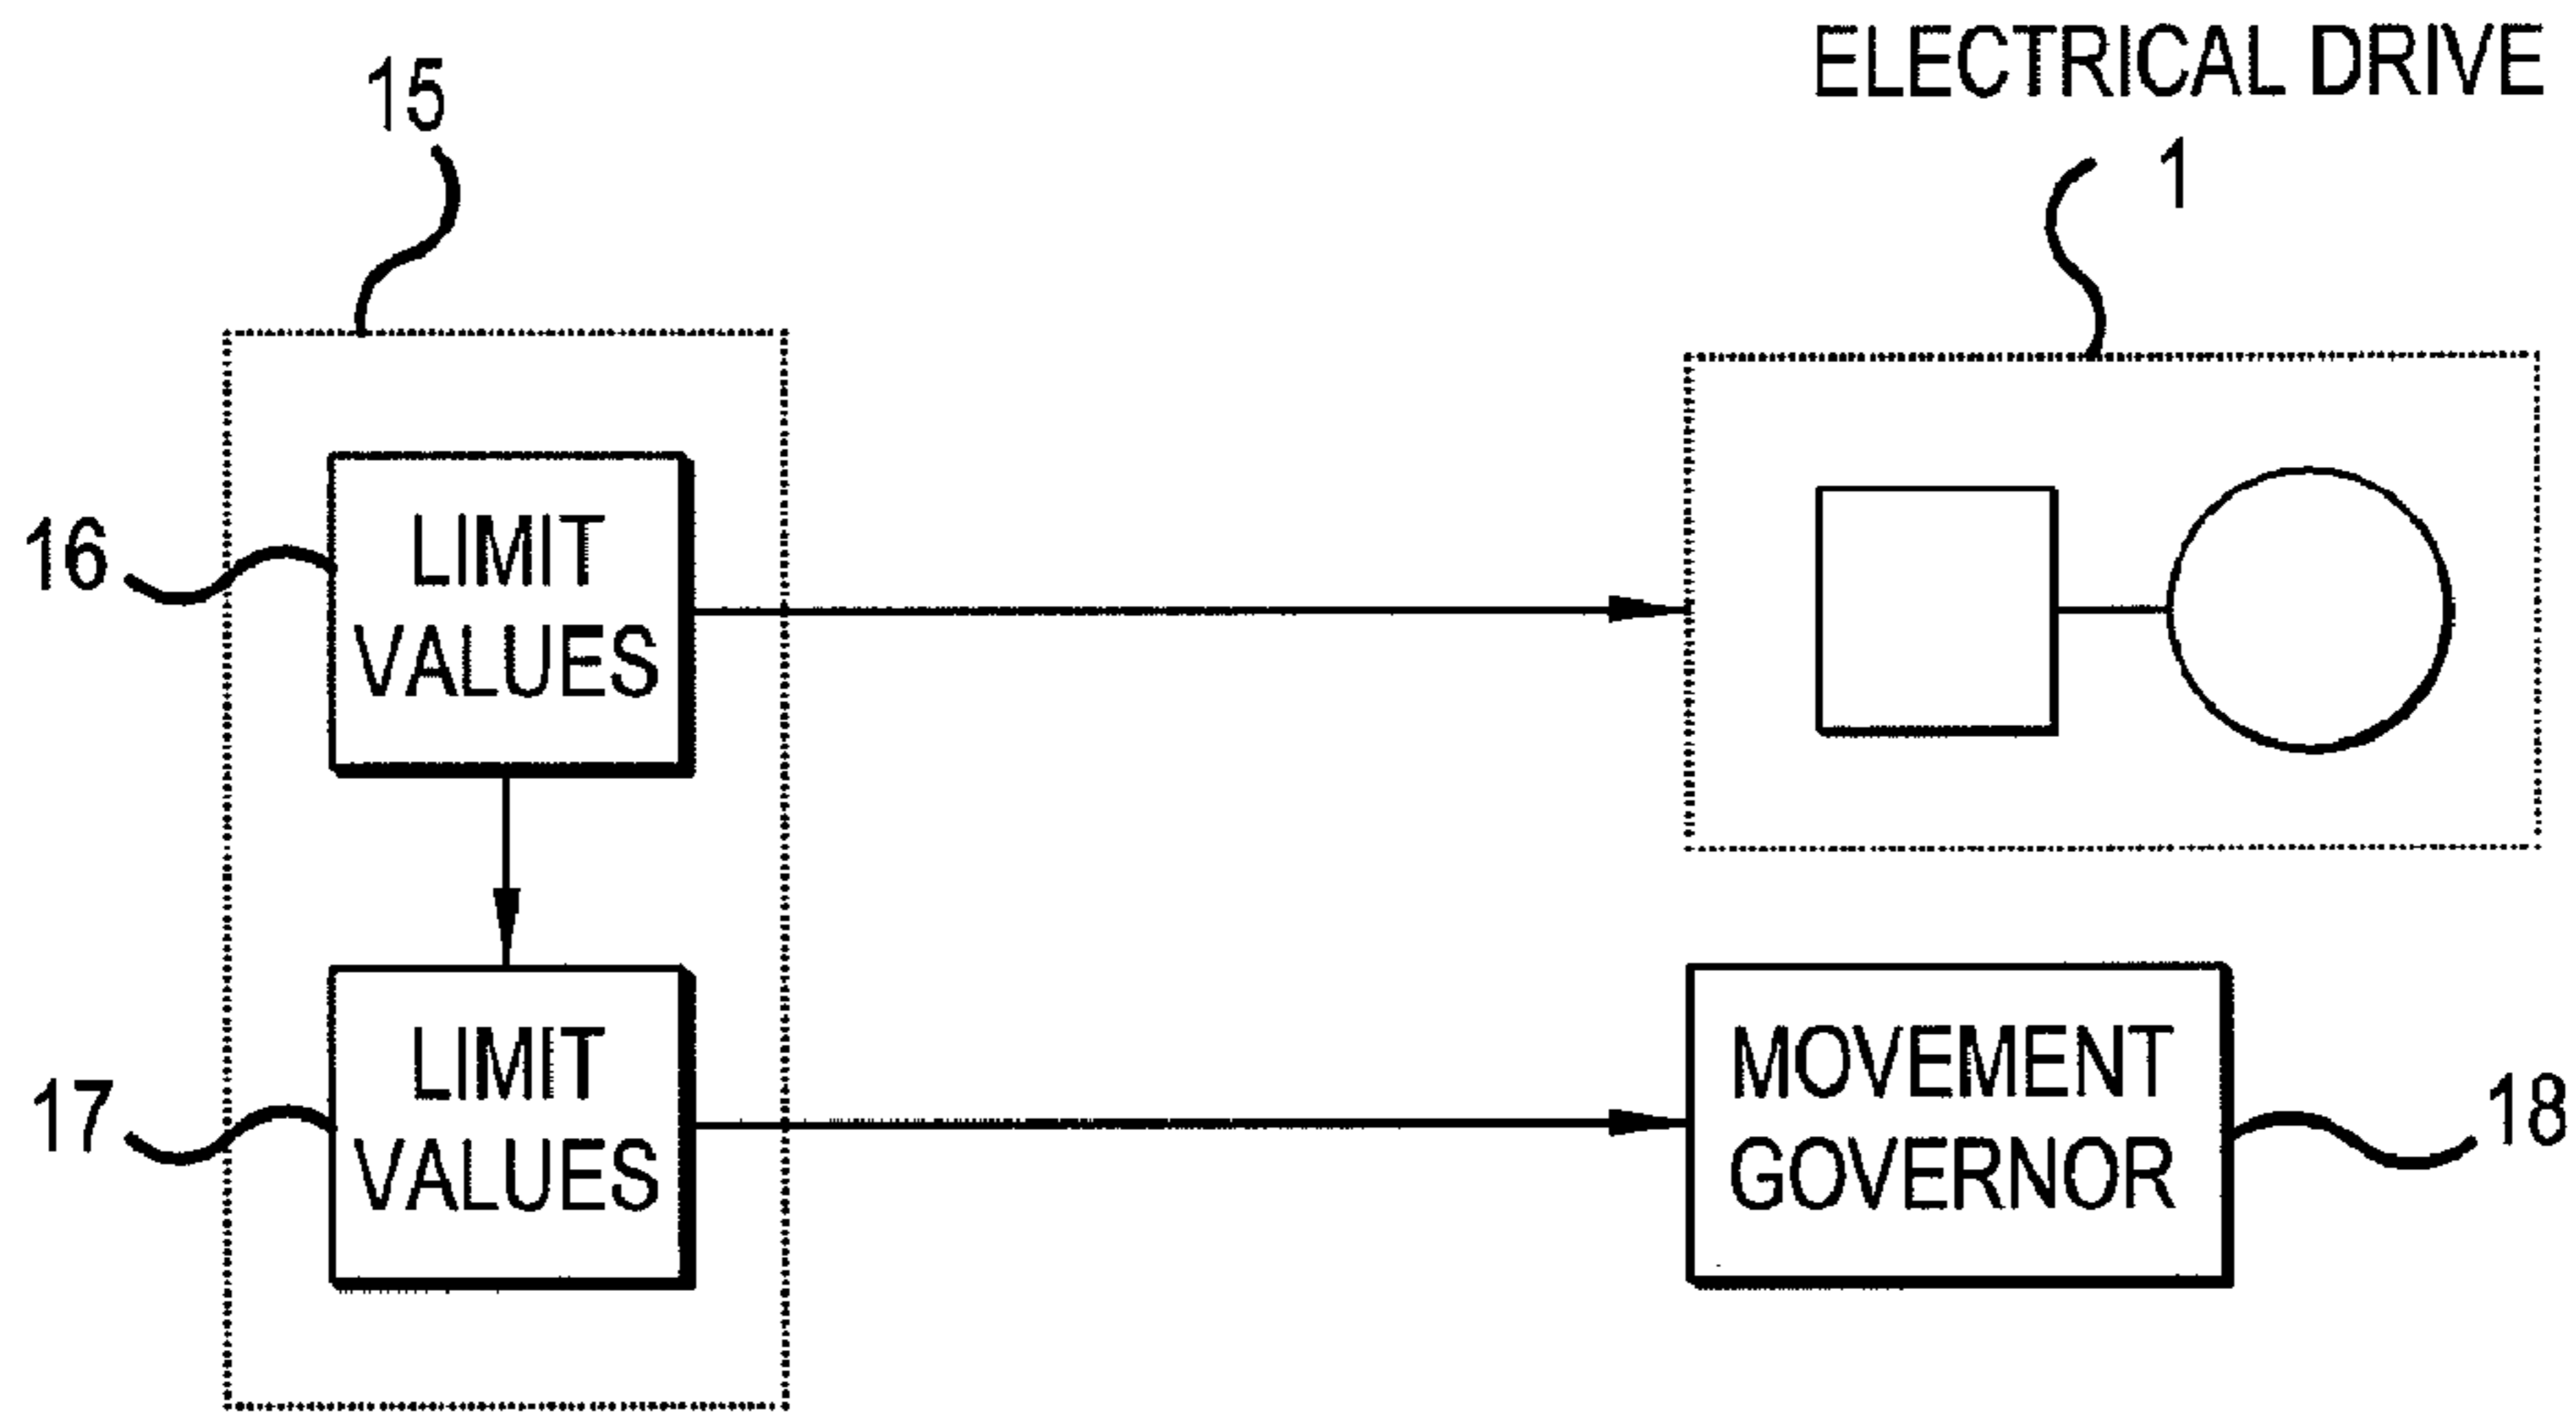 ELECTRICAL DRIVE
15
1
16
LIMIT
VALUES
17
LIMIT
VALUES
MOVEMENT
GOVERNOR
18